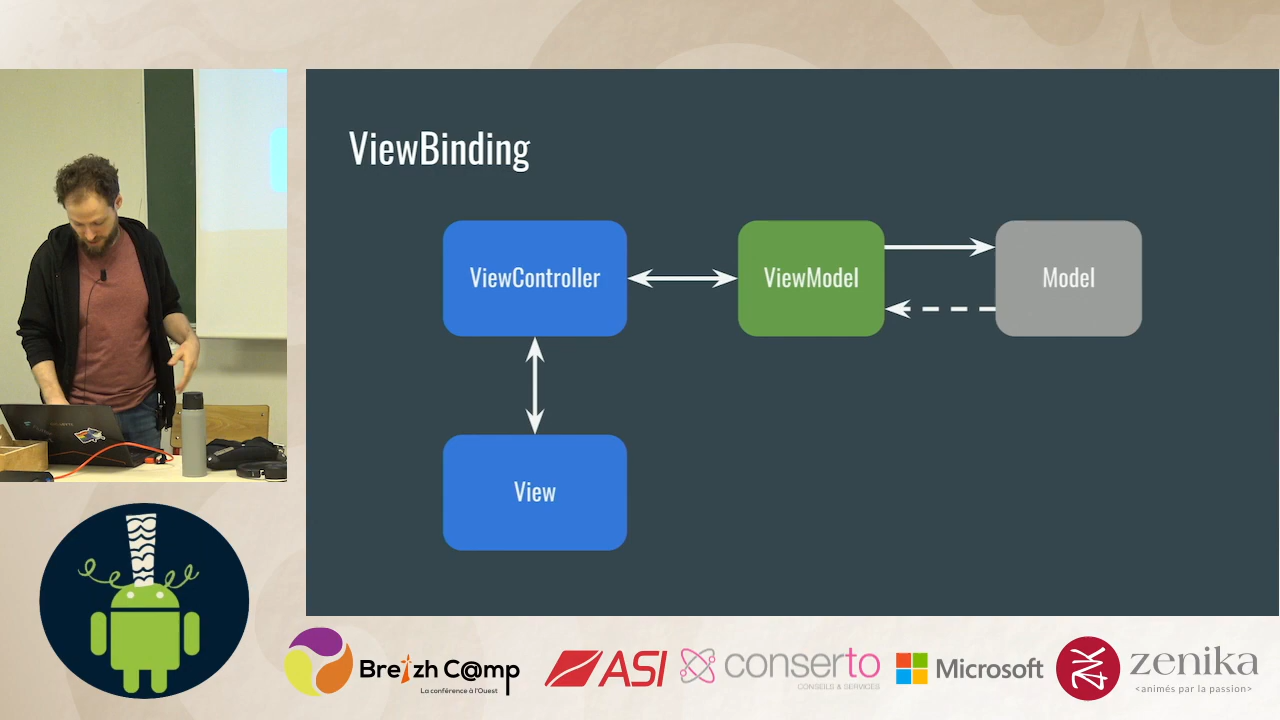 ViewBinding
ViewController
ViewModel
Model
View
Breizh C@mp
La conférence à l'Ouest
ASI
conserto
CONSEILS & SERVICES
Microsoft
zenika
<animés par la passion>